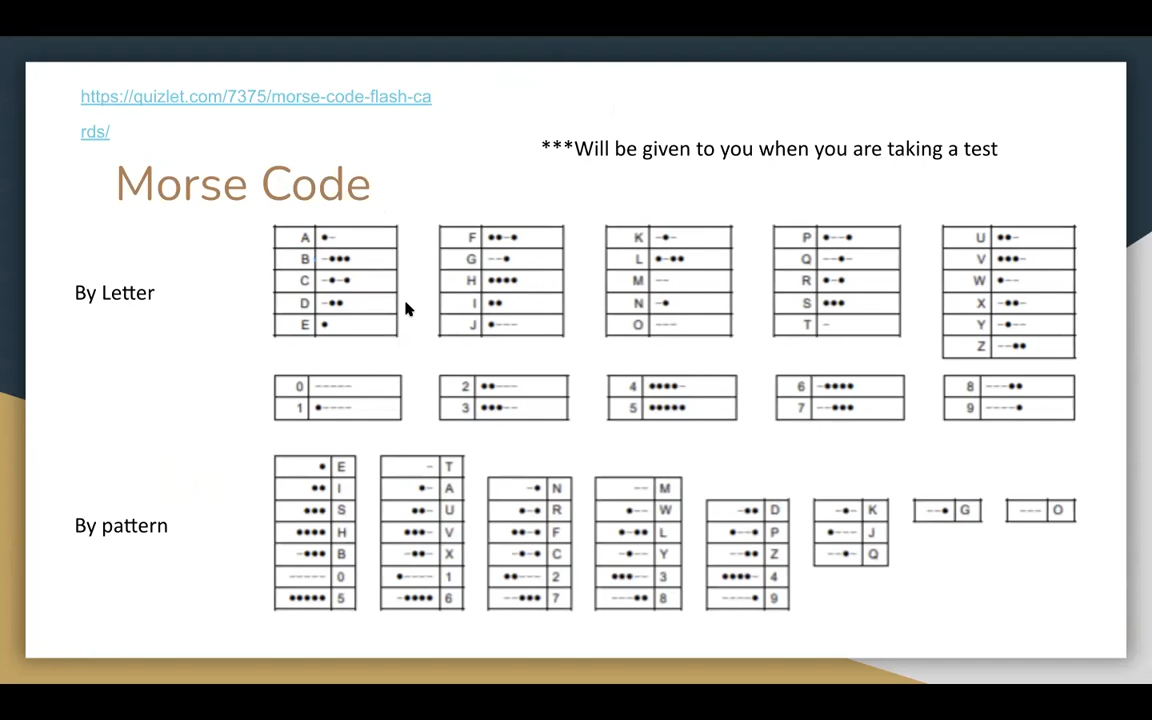 https://quizlet.com/7375/morse-code-flash-ca
rds/
***Will be given to you when you are taking a test
Morse Code
By Letter
A ●- F ●●-● K -●- P ●--● U ●●-
B -●●● G --● L ●-●● Q --●- V ●●●-
C -●-● H ●●●● M -- R ●-● W ●--
D -●● I ●● N -● S ●●● X -●●-
E ● J ●--- O --- T - Y -●--
Z --●●
0 ----- 2 ●●--- 4 ●●●●- 6 -●●●● 8 ---●●
1 ●---- 3 ●●●-- 5 ●●●●● 7 --●●● 9 ----●
By pattern
● E - T
●● I ●- A -● N -- M
●●● S ●●- U ●-● R ●-- W -●● D -●- K --● G --- O
●●●● H ●●●- V ●●-● F ●-●● L ●--● P ●--- J
-●●● B -●●- X -●-● C -●-- Y --●● Z --●- Q
----- 0 ●---- 1 ●●--- 2 ●●●-- 3 ●●●●- 4
●●●●● 5 -●●●● 6 --●●● 7 ---●● 8 ----● 9